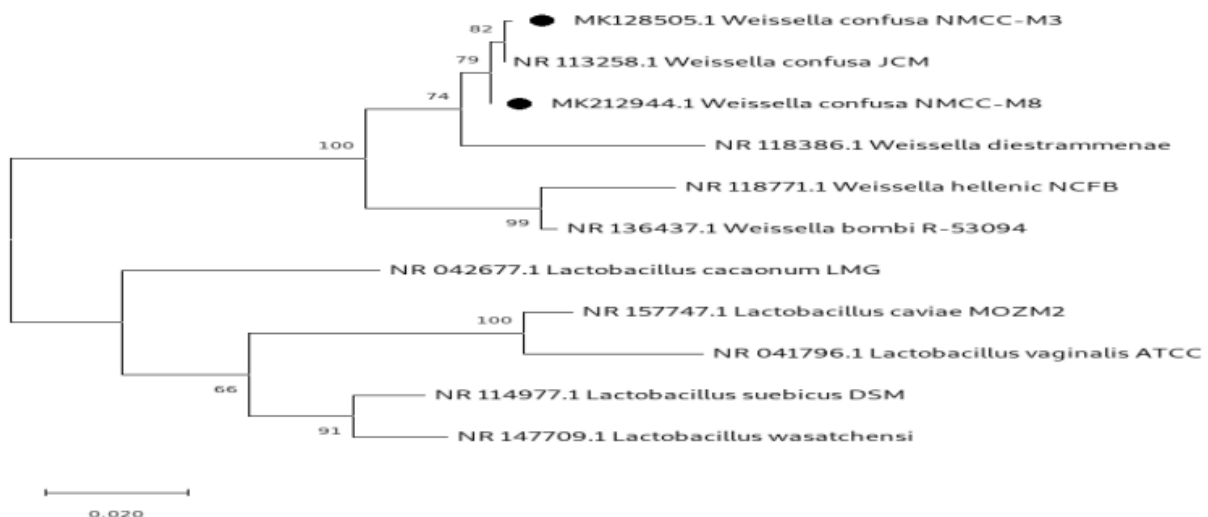 82
MK128505.1 Weissella confusa NMCC-M3
79
NR 113258.1 Weissella confusa JCM
74
MK212944.1 Weissella confusa NMCC-M8
100
NR 118386.1 Weissella diestrammenae
NR 118771.1 Weissella hellenic NCFB
99
NR 136437.1 Weissella bombi R-53094
NR 042677.1 Lactobacillus cacaonum LMG
100
NR 157747.1 Lactobacillus caviae MOZM2
NR 041796.1 Lactobacillus vaginalis ATCC
66
NR 114977.1 Lactobacillus suebicus DSM
91
NR 147709.1 Lactobacillus wasatchensi
0.020